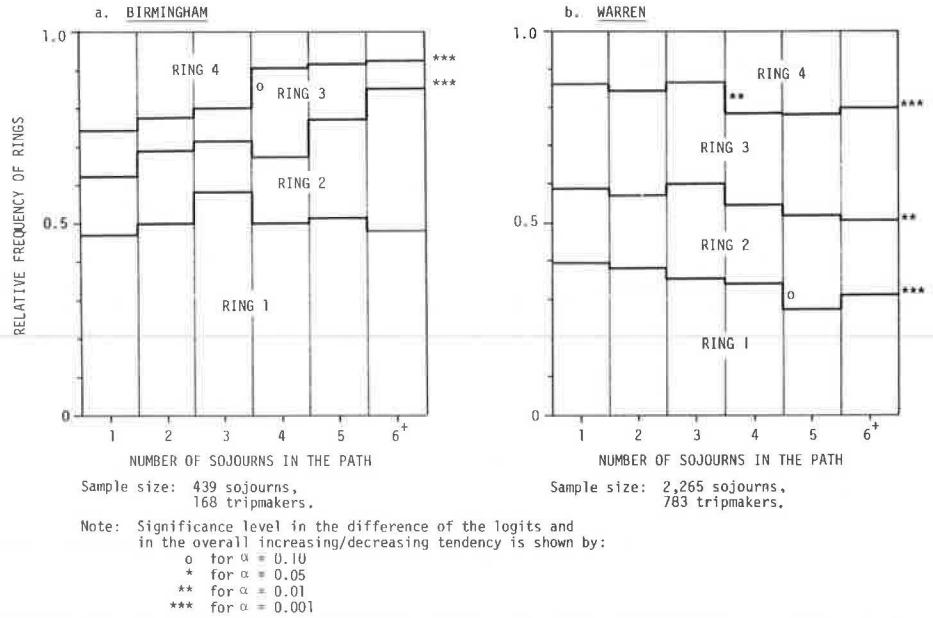 a. BIRMINGHAM
1.0
0.5
0
RELATIVE FREQUENCY OF RINGS
RING 4
RING 3
RING 2
RING 1
o
***
***
1 2 3 4 5 6+
NUMBER OF SOJOURNS IN THE PATH
Sample size: 439 sojourns,
168 tripmakers.
b. WARREN
1.0
0.5
0
RING 4
RING 3
RING 2
RING 1
**
o
***
**
***
1 2 3 4 5 6+
NUMBER OF SOJOURNS IN THE PATH
Sample size: 2,265 sojourns,
783 tripmakers.
Note: Significance level in the difference of the logits and
in the overall increasing/decreasing tendency is shown by:
o for α = 0.10
* for α = 0.05
** for α = 0.01
*** for α = 0.001